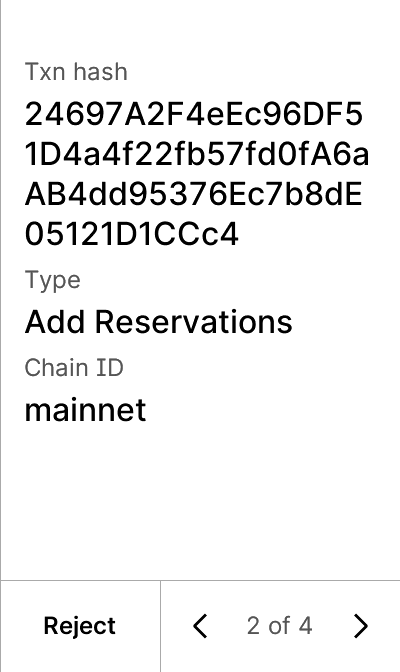 Txn hash
24697A2F4eEc96DF5
1D4a4f22fb57fd0fA6a
AB4dd95376Ec7b8dE
05121D1CCc4
Type
Add Reservations
Chain ID
mainnet
Reject
2 of 4